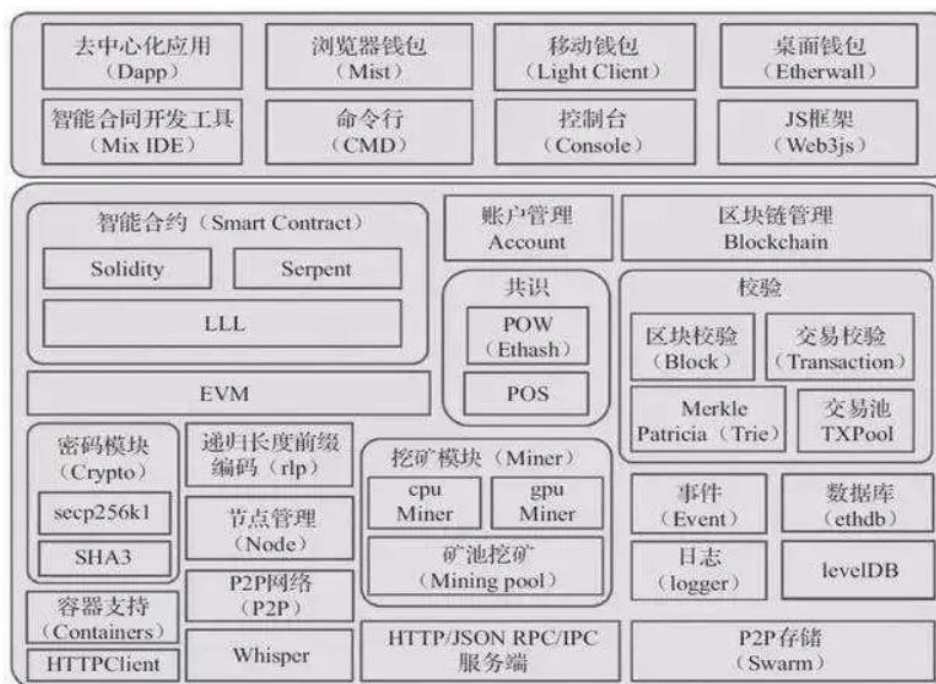 去中心化应用
（Dapp）
浏览器钱包
（Mist）
移动钱包
（Light Client）
桌面钱包
（Etherwall）
智能合同开发工具
（Mix IDE）
命令行
（CMD）
控制台
（Console）
JS框架
（Web3js）
智能合约（Smart Contract）
Solidity
Serpent
LLL
EVM
账户管理
Account
区块链管理
Blockchain
共识
POW
（Ethash）
POS
校验
区块校验
（Block）
交易校验
（Transaction）
Merkle
Patricia（Trie）
交易池
TXPool
密码模块
（Crypto）
secp256k1
SHA3
递归长度前缀
编码（rlp）
节点管理
（Node）
P2P网络
（P2P）
Whisper
容器支持
（Containers）
HTTPClient
挖矿模块（Miner）
cpu
Miner
gpu
Miner
矿池挖矿
（Mining pool）
HTTP/JSON RPC/IPC
服务端
事件
（Event）
数据库
（ethdb）
日志
（logger）
levelDB
P2P存储
（Swarm）